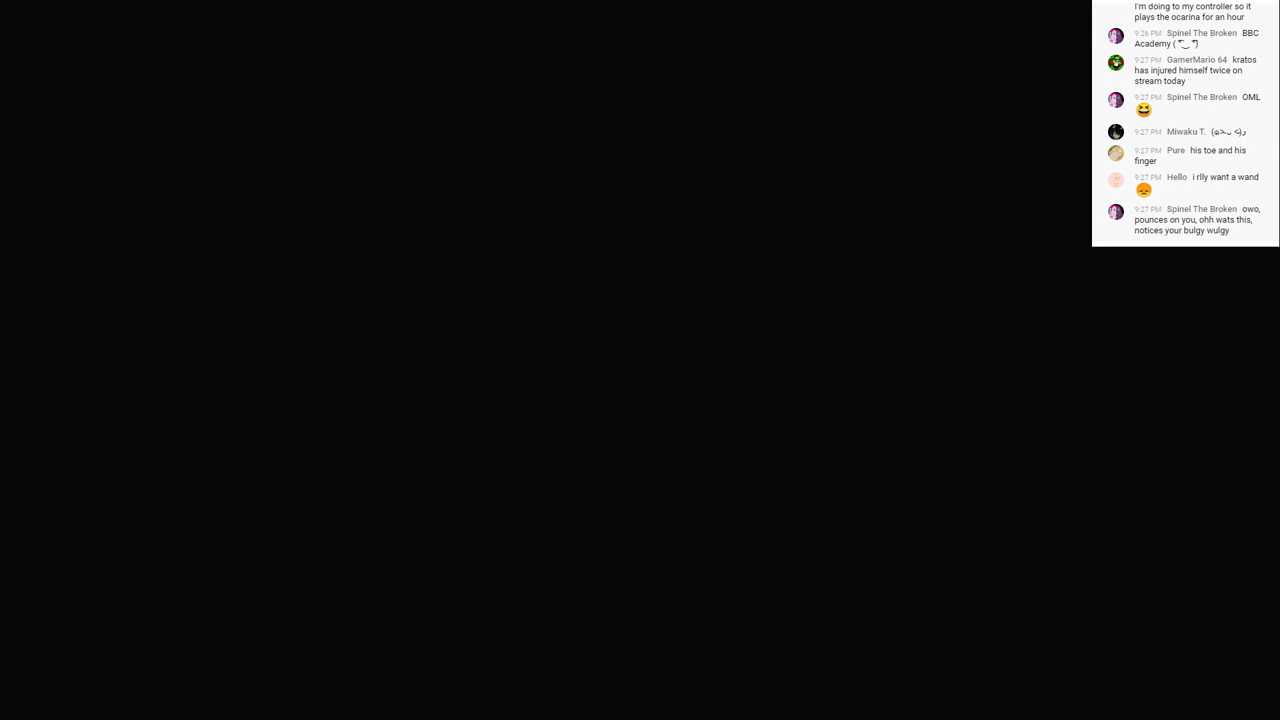 I'm doing to my controller so it
plays the ocarina for an hour
9:26 PM Spinel The Broken BBC
Academy ( ͡° ͜ʖ ͡°)
9:27 PM GamerMario 64 kratos
has injured himself twice on
stream today
9:27 PM Spinel The Broken OML
😆
9:27 PM Miwaku T. (๑˃ᴗ˂)ﻭ
9:27 PM Pure his toe and his
finger
9:27 PM Hello i rlly want a wand
😞
9:27 PM Spinel The Broken owo,
pounces on you, ohh wats this,
notices your bulgy wulgy